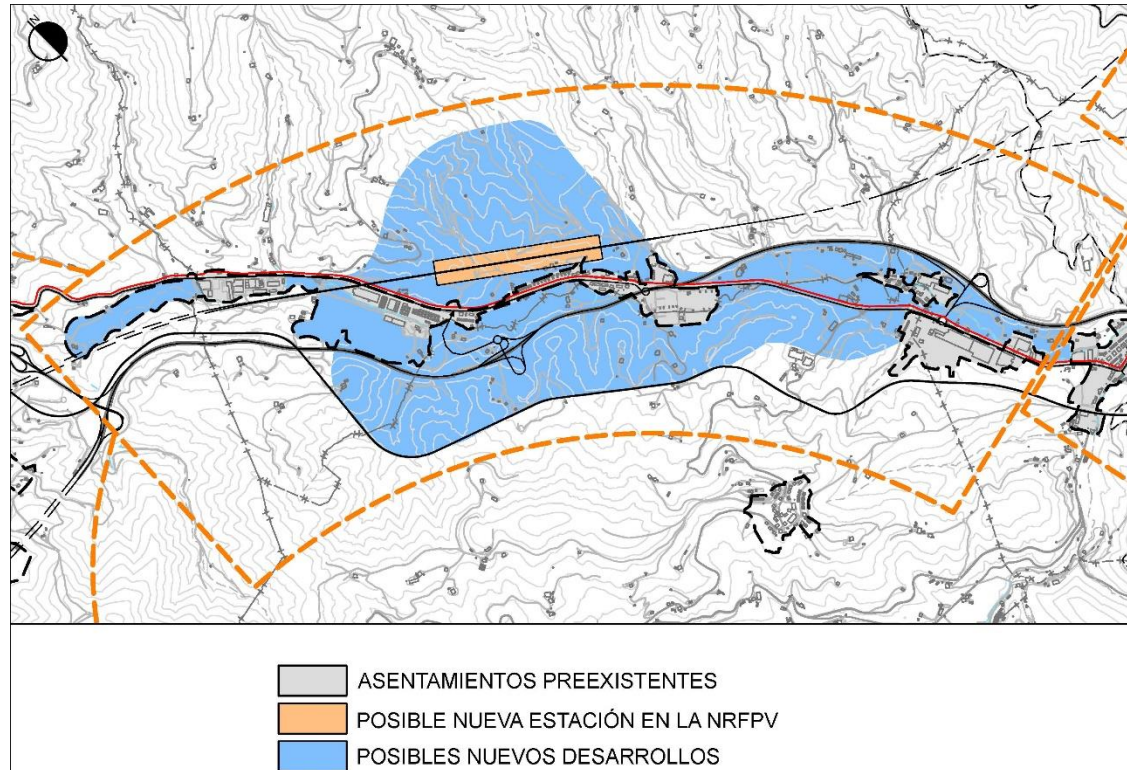 N
ASENTAMIENTOS PREEXISTENTES
POSIBLE NUEVA ESTACIÓN EN LA NRFPV
POSIBLES NUEVOS DESARROLLOS